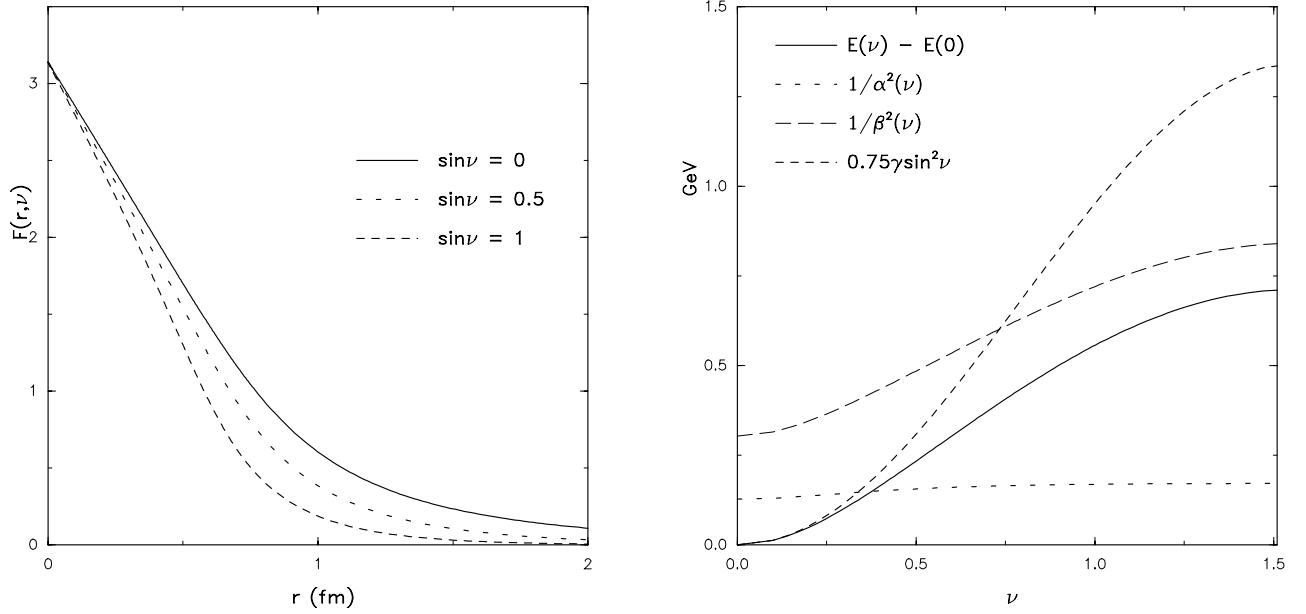 3
2
1
0
F(r,ν)
sinν = 0
sinν = 0.5
sinν = 1
0 1 2
r (fm)
1.5
1.0
0.5
0.0
GeV
E(ν) − E(0)
1/α²(ν)
1/β²(ν)
0.75γsin²ν
0.0 0.5 1.0 1.5
ν